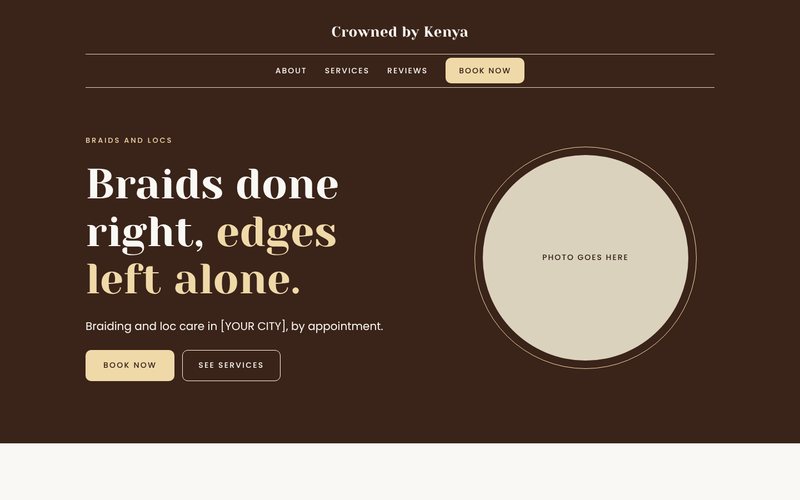 Crowned by Kenya
ABOUT SERVICES REVIEWS BOOK NOW
BRAIDS AND LOCS
Braids done
right, edges
left alone.
Braiding and loc care in [YOUR CITY], by appointment.
BOOK NOW SEE SERVICES
PHOTO GOES HERE